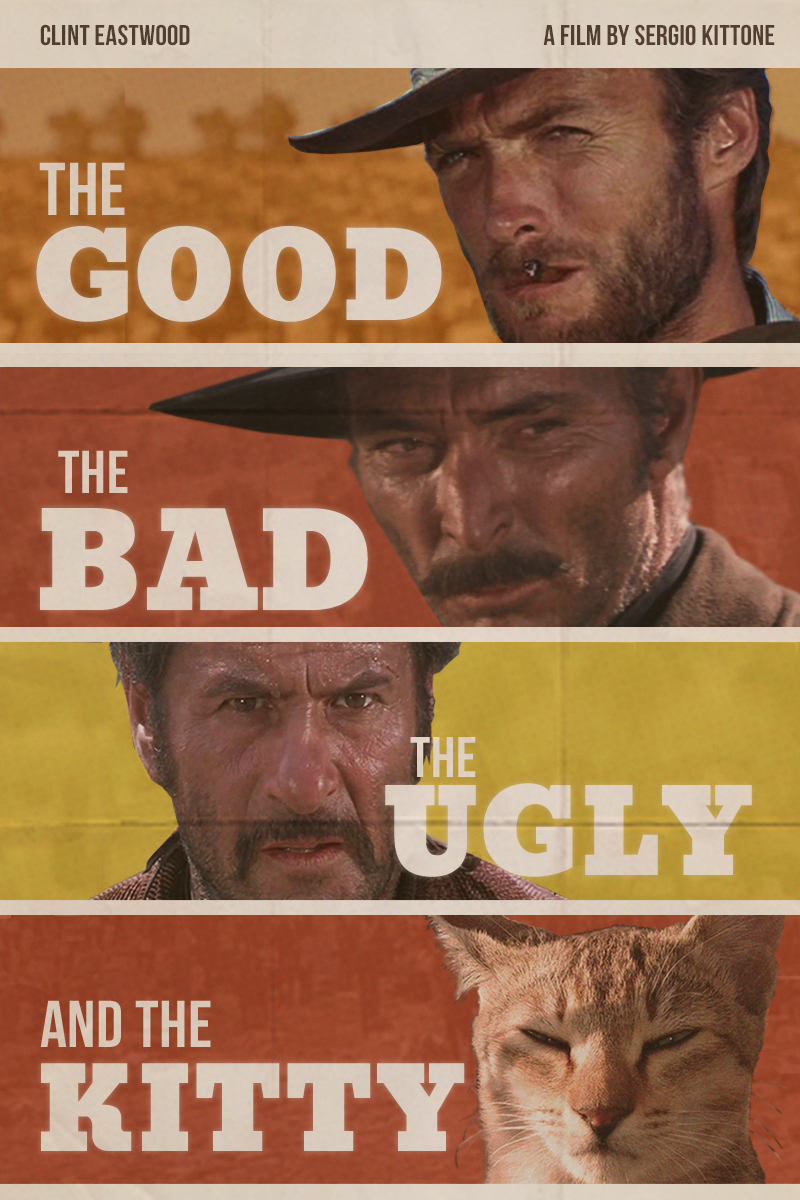 CLINT EASTWOOD
A FILM BY SERGIO KITTONE
THE
GOOD
THE
BAD
THE
UGLY
AND THE
KITTY